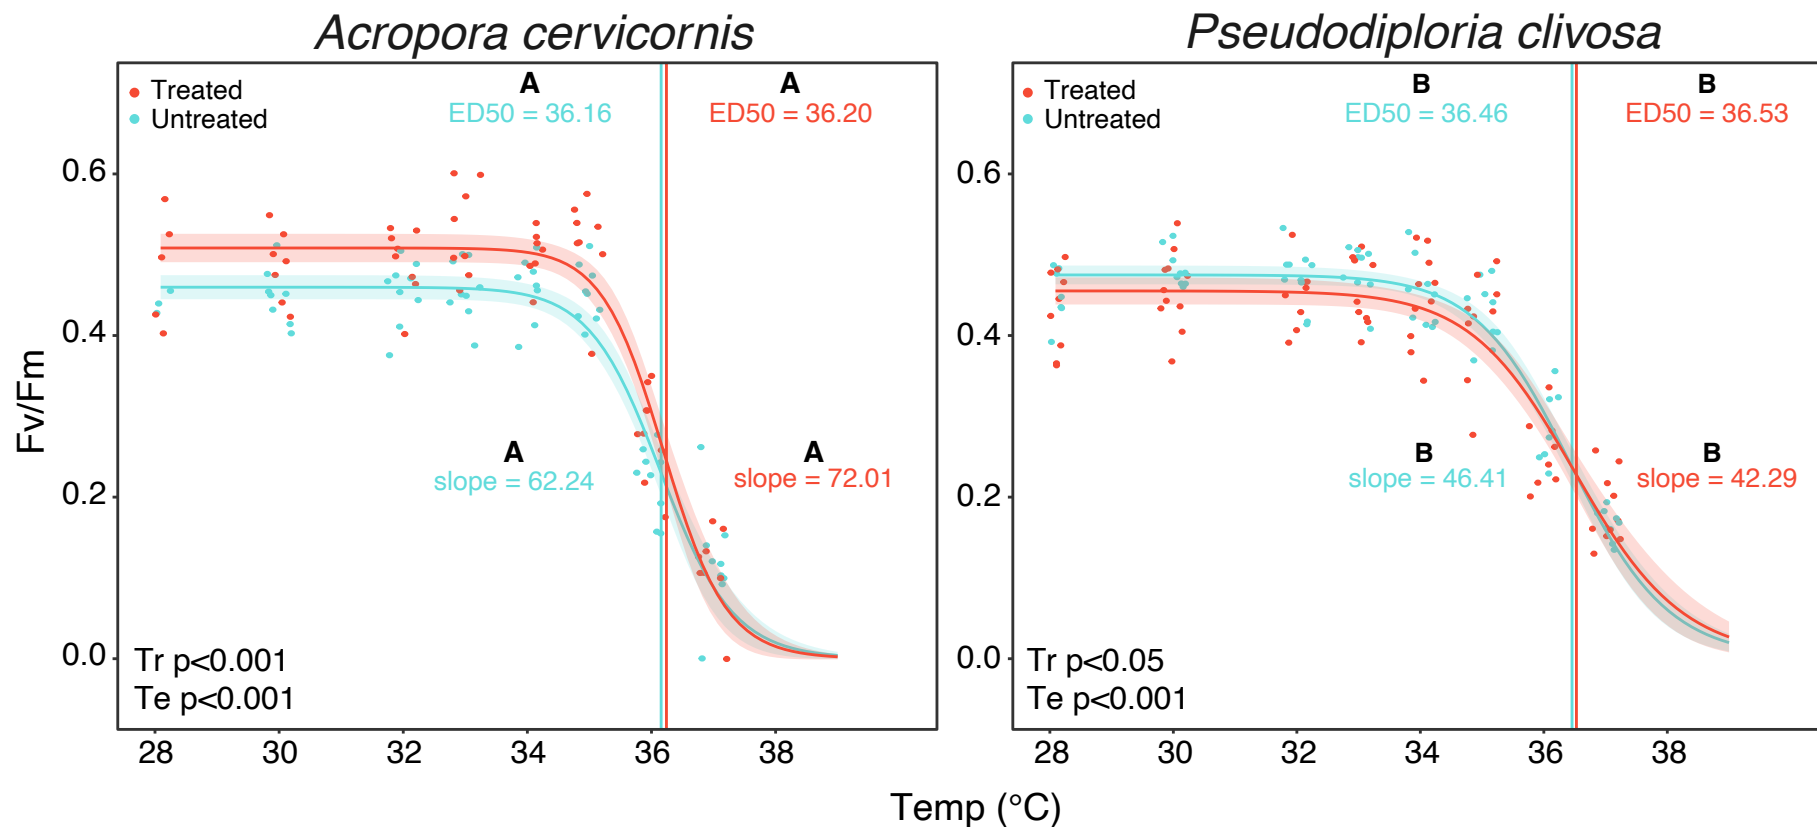 Acropora cervicornis
Pseudodiploria clivosa
Treated
Untreated
A
ED50 = 36.16
A
ED50 = 36.20
Treated
Untreated
B
ED50 = 36.46
B
ED50 = 36.53
0.6
0.4
0.2
0.0
Fv/Fm
A
slope = 62.24
A
slope = 72.01
Tr p<0.001
Te p<0.001
28 30 32 34 36 38
0.6
0.4
0.2
0.0
B
slope = 46.41
B
slope = 42.29
Tr p<0.05
Te p<0.001
28 30 32 34 36 38
Temp (°C)